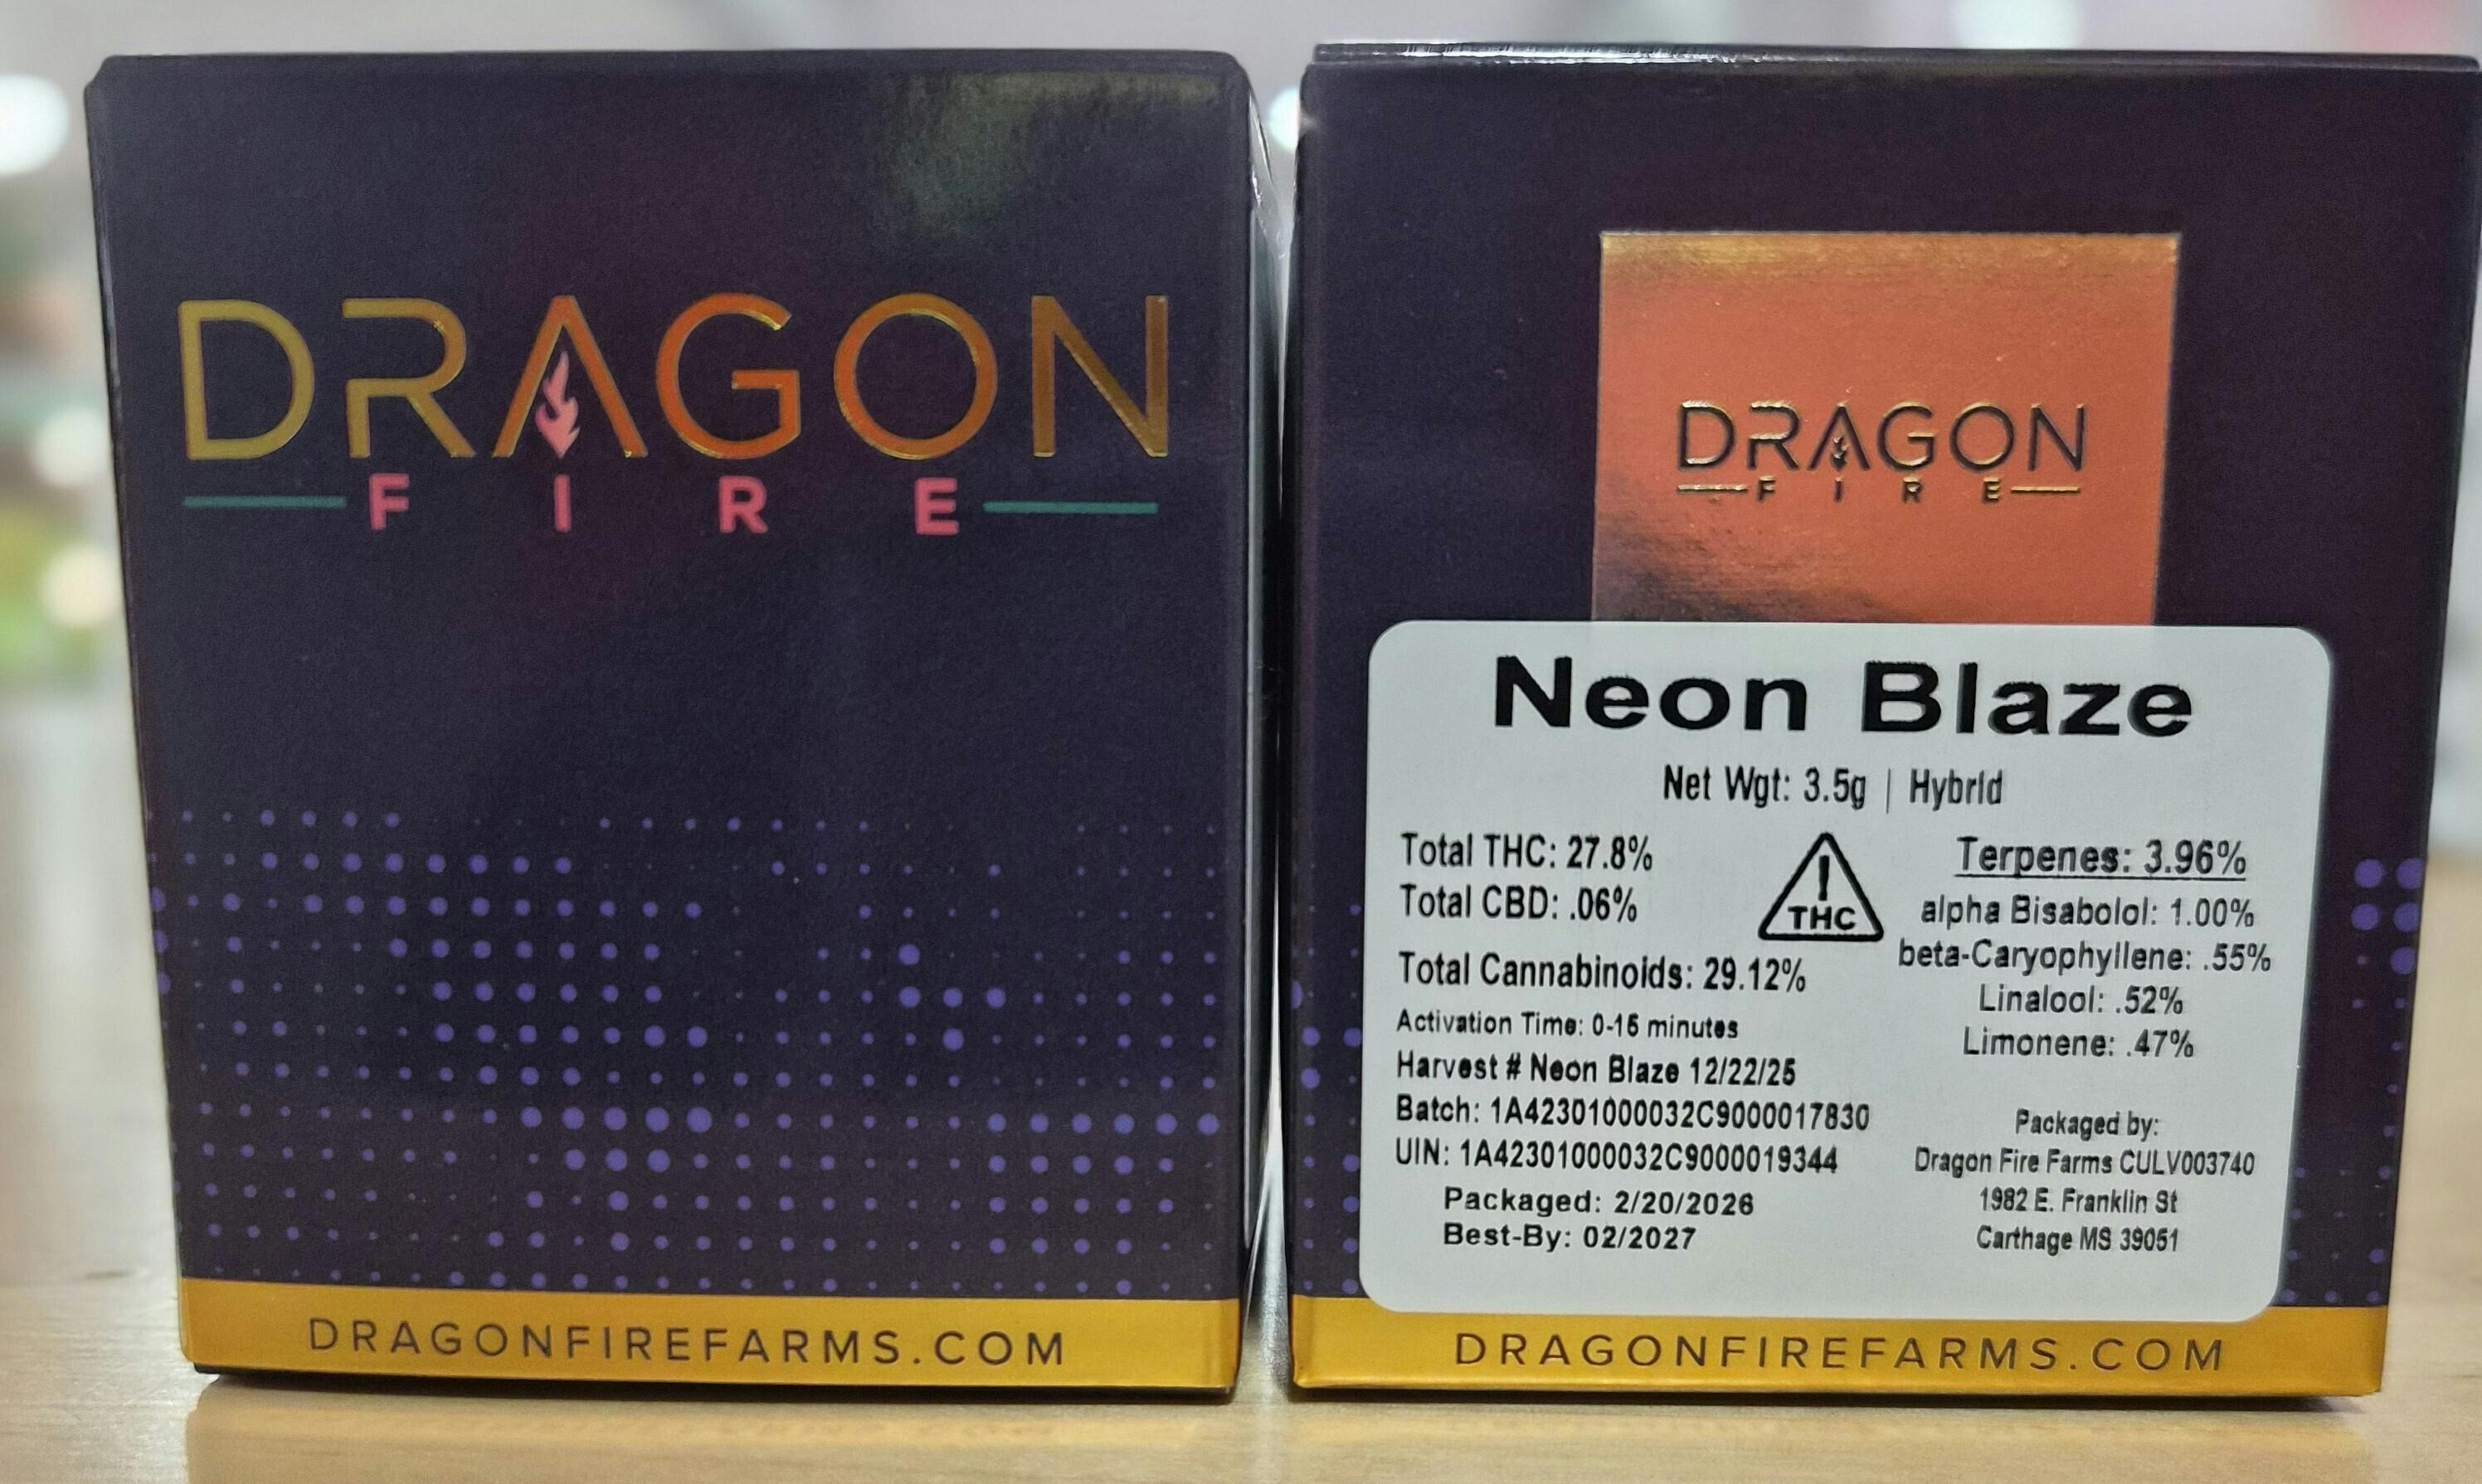 DRAGON
FIRE
DRAGONFIREFARMS.COM
DRAGON
FIRE
Neon Blaze
Net Wgt: 3.5g | Hybrid
Total THC: 27.8%
Total CBD: .06%
Total Cannabinoids: 29.12%
Activation Time: 0-15 minutes
Harvest # Neon Blaze 12/22/25
Batch: 1A42301000032C9000017830
UIN: 1A42301000032C9000019344
Packaged: 2/20/2026
Best-By: 02/2027
THC
Terpenes: 3.96%
alpha Bisabolol: 1.00%
beta-Caryophyllene: .55%
Linalool: .52%
Limonene: .47%
Packaged by:
Dragon Fire Farms CULV003740
1982 E. Franklin St
Carthage MS 39051
DRAGONFIREFARMS.COM